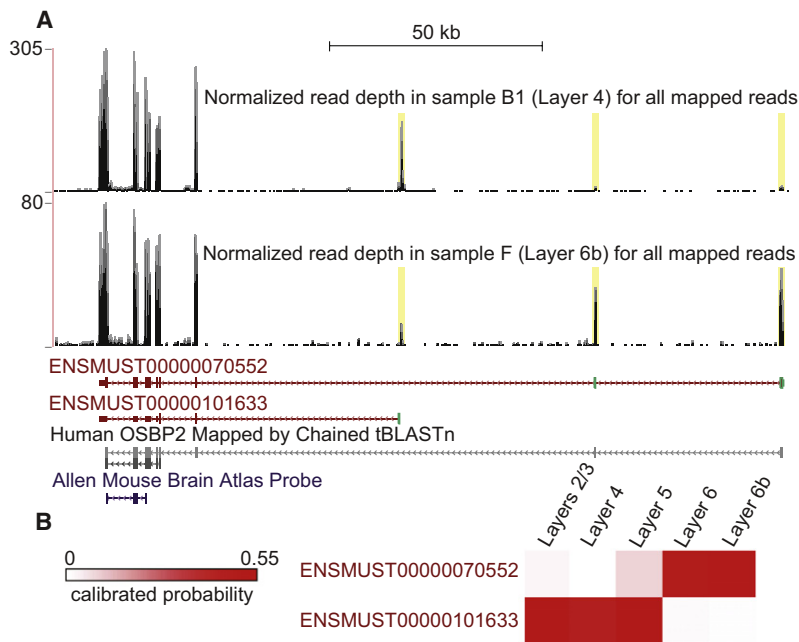 A
50 kb
305
Normalized read depth in sample B1 (Layer 4) for all mapped reads
80
Normalized read depth in sample F (Layer 6b) for all mapped reads
ENSMUST00000070552
ENSMUST00000101633
Human OSBP2 Mapped by Chained tBLASTn
Allen Mouse Brain Atlas Probe
B
0 0.55
calibrated probability
Layers 2/3
Layer 4
Layer 5
Layer 6
Layer 6b
ENSMUST00000070552
ENSMUST00000101633